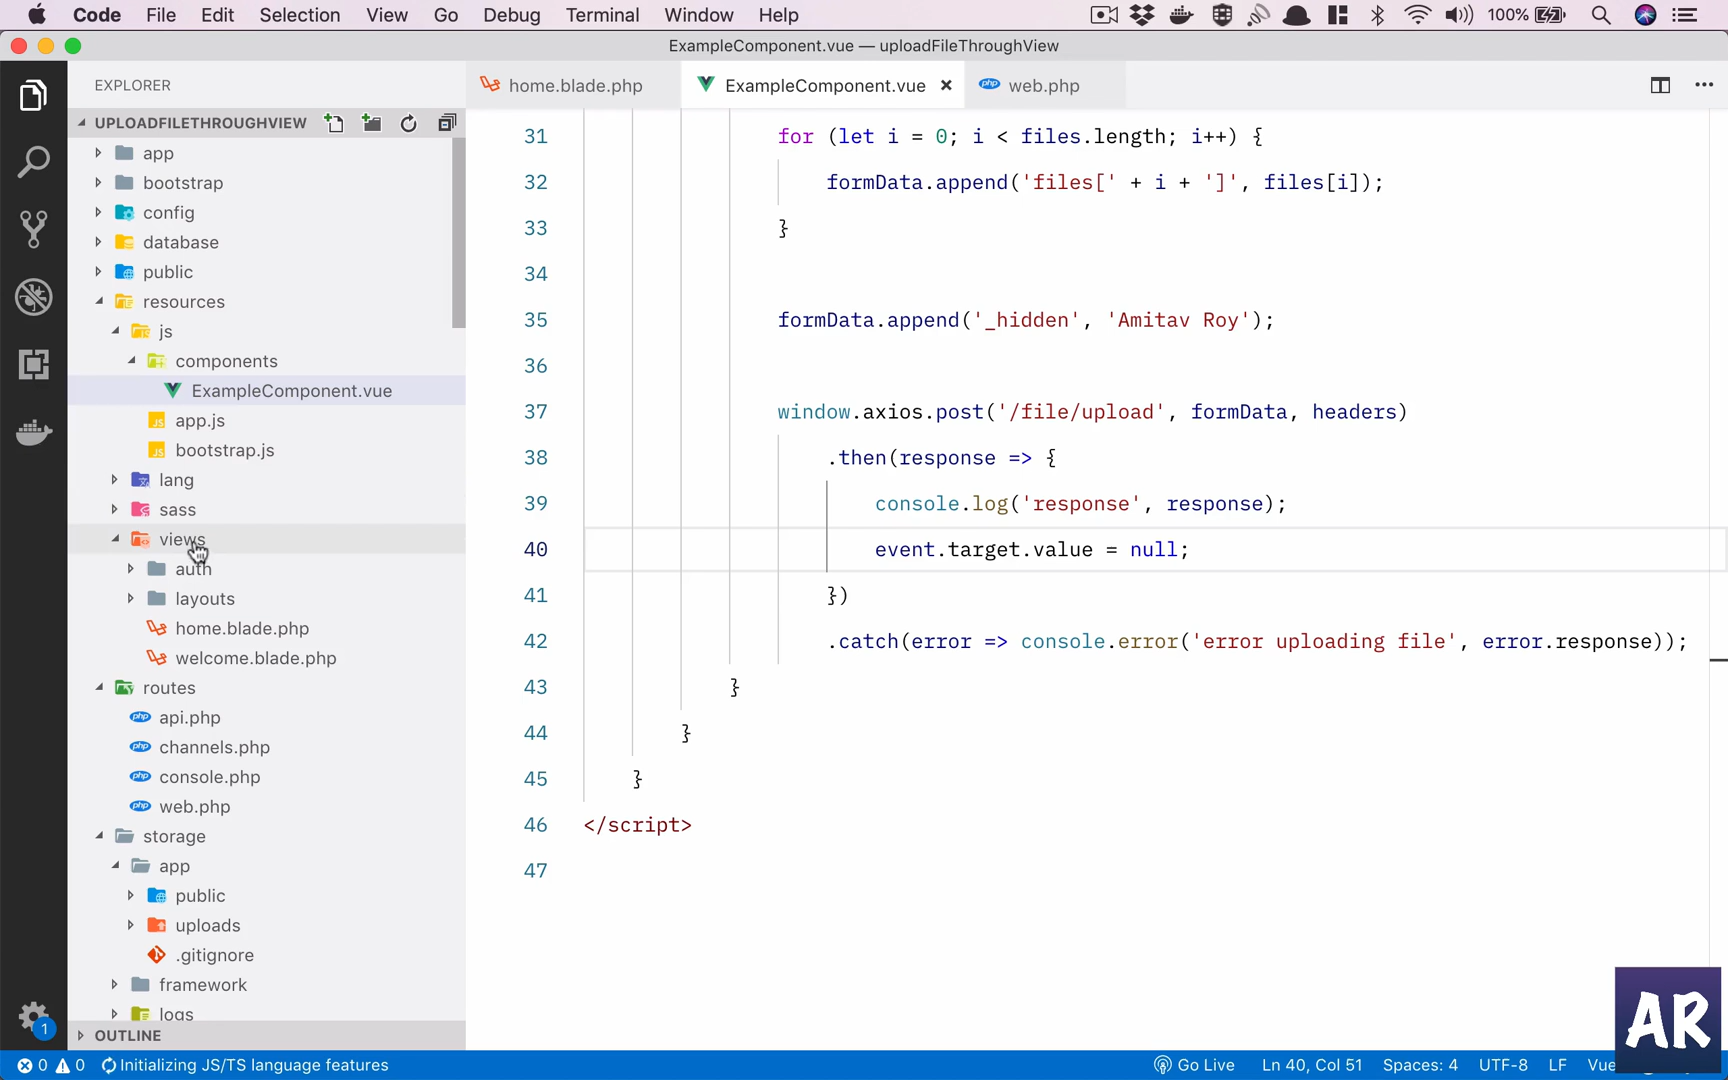 Code File Edit Selection View Go Debug Terminal Window Help 100%
ExampleComponent.vue — uploadFileThroughView
EXPLORER
UPLOADFILETHROUGHVIEW
app
bootstrap
config
database
public
resources
js
components
ExampleComponent.vue
app.js
bootstrap.js
lang
sass
views
auth
layouts
home.blade.php
welcome.blade.php
routes
api.php
channels.php
console.php
web.php
storage
app
public
uploads
.gitignore
framework
logs
OUTLINE
home.blade.php ExampleComponent.vue web.php
31 for (let i = 0; i < files.length; i++) {
32 formData.append('files[' + i + ']', files[i]);
33 }
34
35 formData.append('_hidden', 'Amitav Roy');
36
37 window.axios.post('/file/upload', formData, headers)
38 .then(response => {
39 console.log('response', response);
40 event.target.value = null;
41 })
42 .catch(error => console.error('error uploading file', error.response));
43 }
44 }
45 }
46 </script>
47
AR
1
0 0 Initializing JS/TS language features Go Live Ln 40, Col 51 Spaces: 4 UTF-8 LF Vue